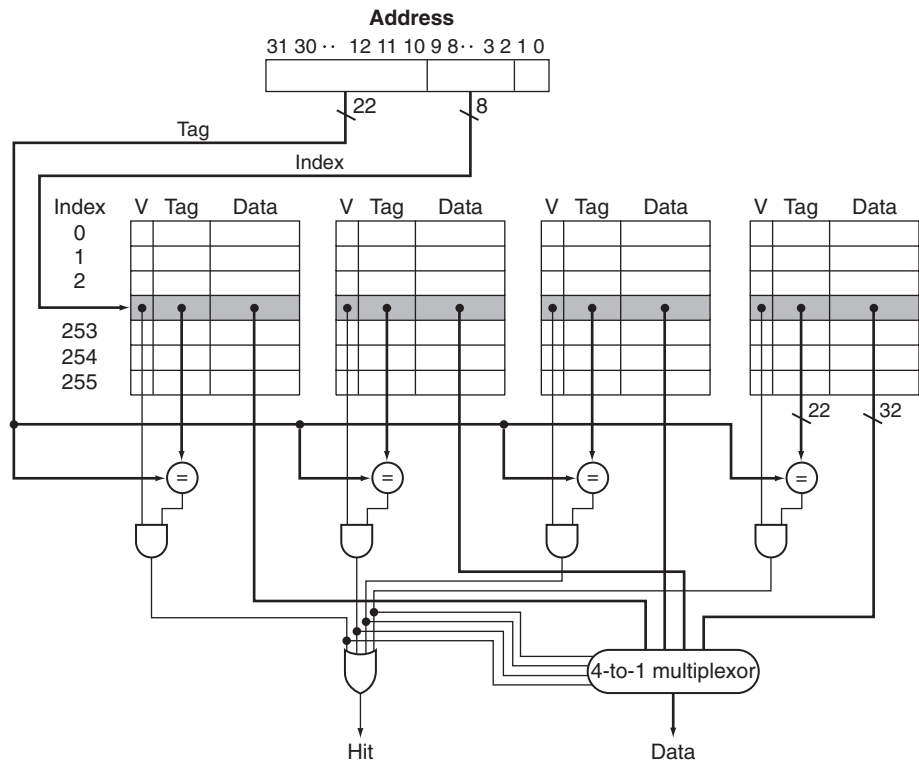 Address
31 30 ·· 12 11 10 9 8 ·· 3 2 1 0
22 8
Tag
Index
Index V Tag Data V Tag Data V Tag Data V Tag Data
0
1
2
253
254
255
22 32
= = = =
4-to-1 multiplexor
Hit Data